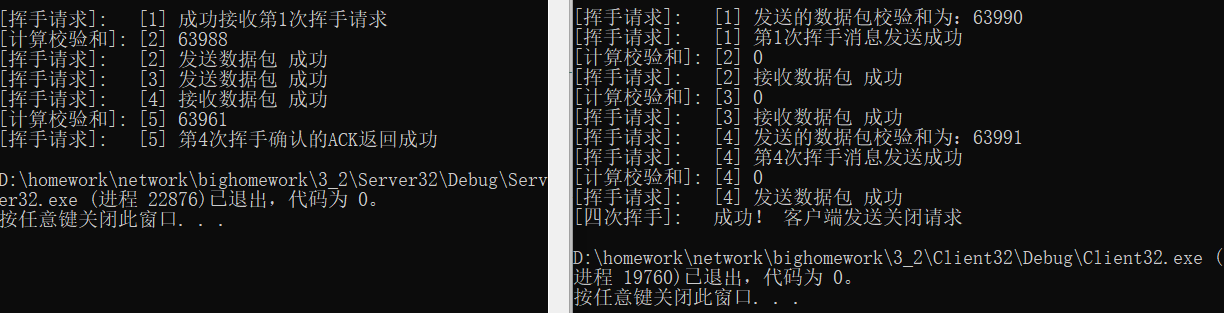 [挥手请求]:   [1] 成功接收第1次挥手请求
[计算校验和]: [2] 63988
[挥手请求]:   [2] 发送数据包 成功
[挥手请求]:   [3] 发送数据包 成功
[挥手请求]:   [4] 接收数据包 成功
[计算校验和]: [5] 63961
[挥手请求]:   [5] 第4次挥手确认的ACK返回成功
D:\homework\network\bighomework\3_2\Server32\Debug\Serv
er32.exe (进程 22876)已退出，代码为 0。
按任意键关闭此窗口. . .
[挥手请求]:   [1] 发送的数据包校验和为：63990
[挥手请求]:   [1] 第1次挥手消息发送成功
[计算校验和]: [2] 0
[挥手请求]:   [2] 接收数据包 成功
[计算校验和]: [3] 0
[挥手请求]:   [3] 接收数据包 成功
[挥手请求]:   [4] 发送的数据包校验和为：63991
[挥手请求]:   [4] 第4次挥手消息发送成功
[计算校验和]: [4] 0
[挥手请求]:   [4] 发送数据包 成功
[四次挥手]:   成功！ 客户端发送关闭请求
D:\homework\network\bighomework\3_2\Client32\Debug\Client32.exe (
进程 19760)已退出，代码为 0。
按任意键关闭此窗口. . .